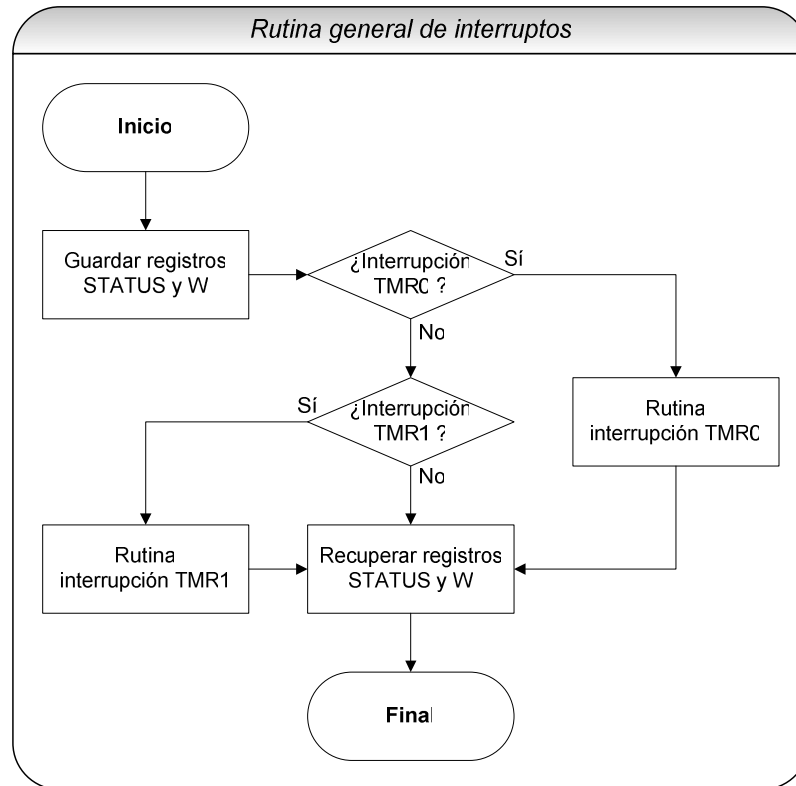 Rutina general de interruptos
Inicio
Guardar registros
STATUS y W
¿Interrupción
TMR0 ?
Sí
No
¿Interrupción
TMR1 ?
Sí
No
Rutina
interrupción TMR0
Rutina
interrupción TMR1
Recuperar registros
STATUS y W
Final